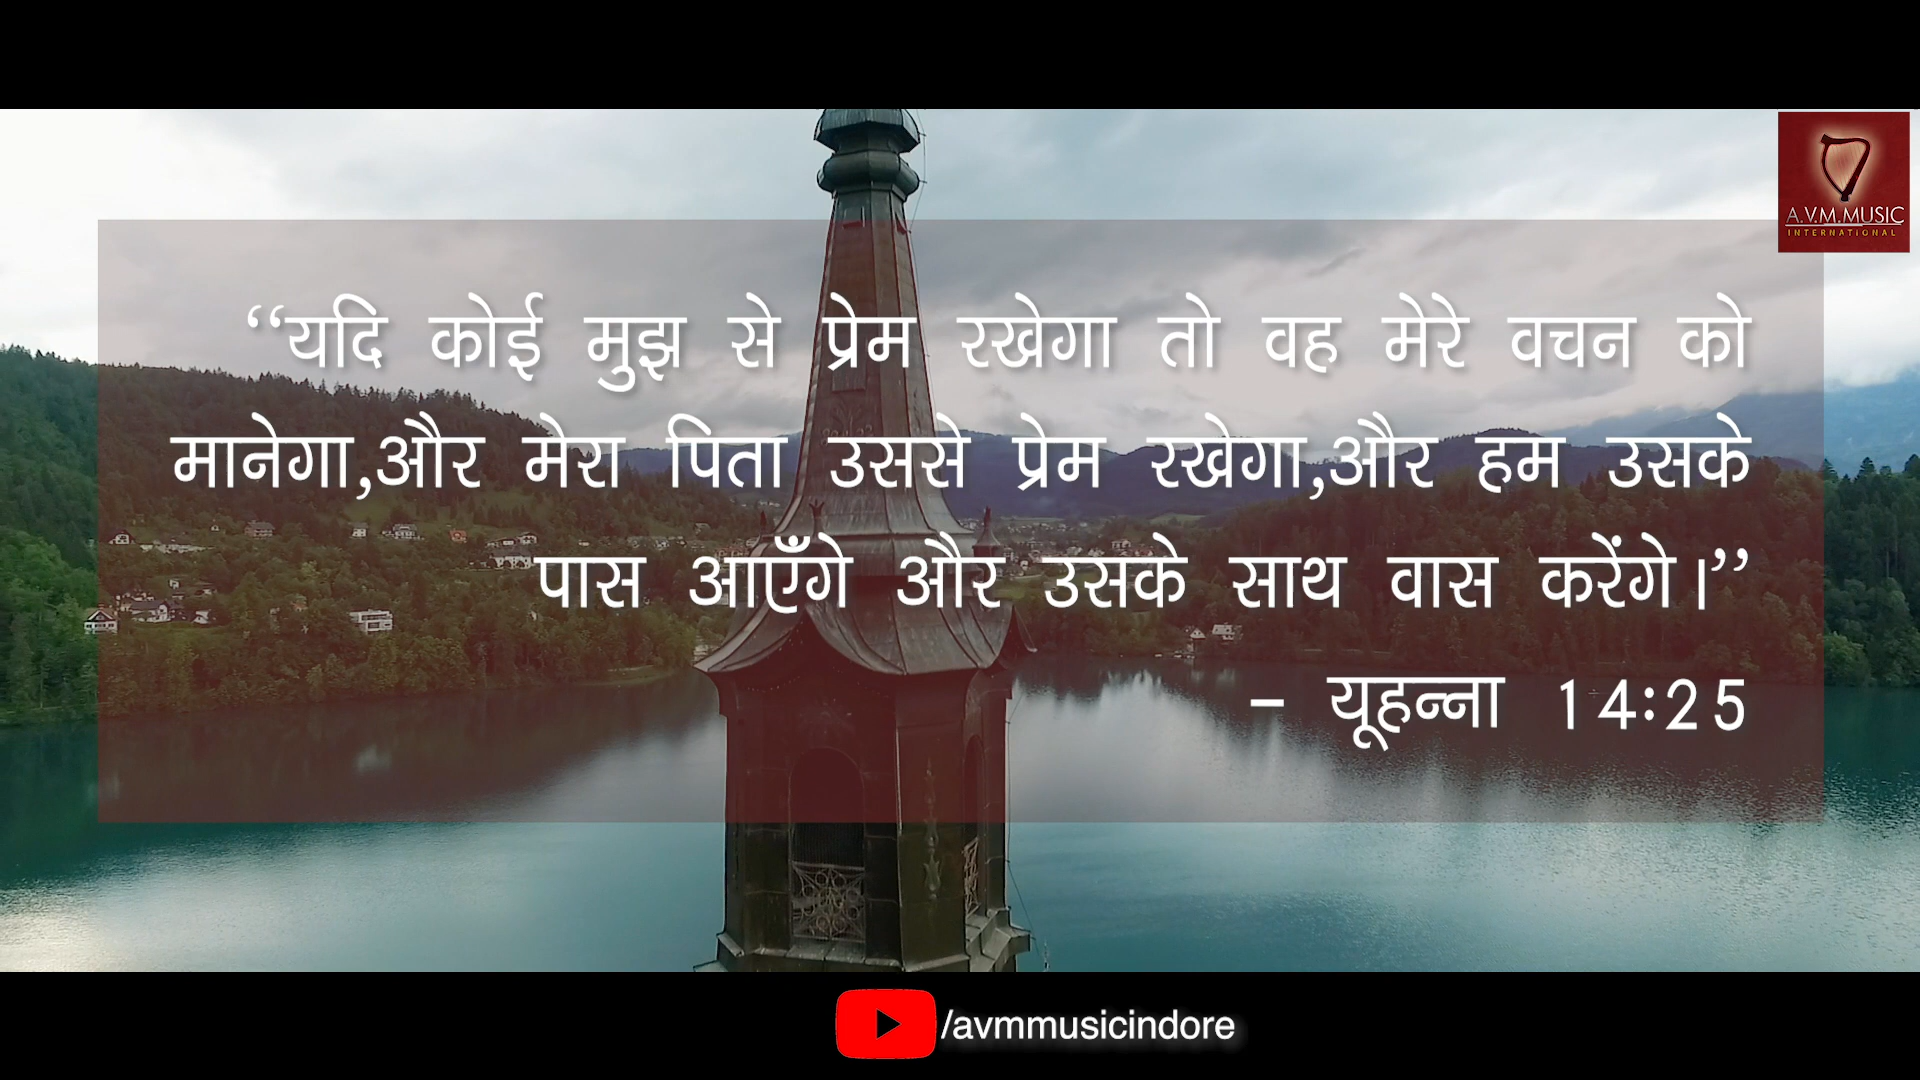 A.V.M.MUSIC
INTERNATIONAL
“यदि कोई मुझ से प्रेम रखेगा तो वह मेरे वचन को
मानेगा,और मेरा पिता उससे प्रेम रखेगा,और हम उसके
पास आएँगे और उसके साथ वास करेंगे।”
- यूहन्ना 14:25
/avmmusicindore